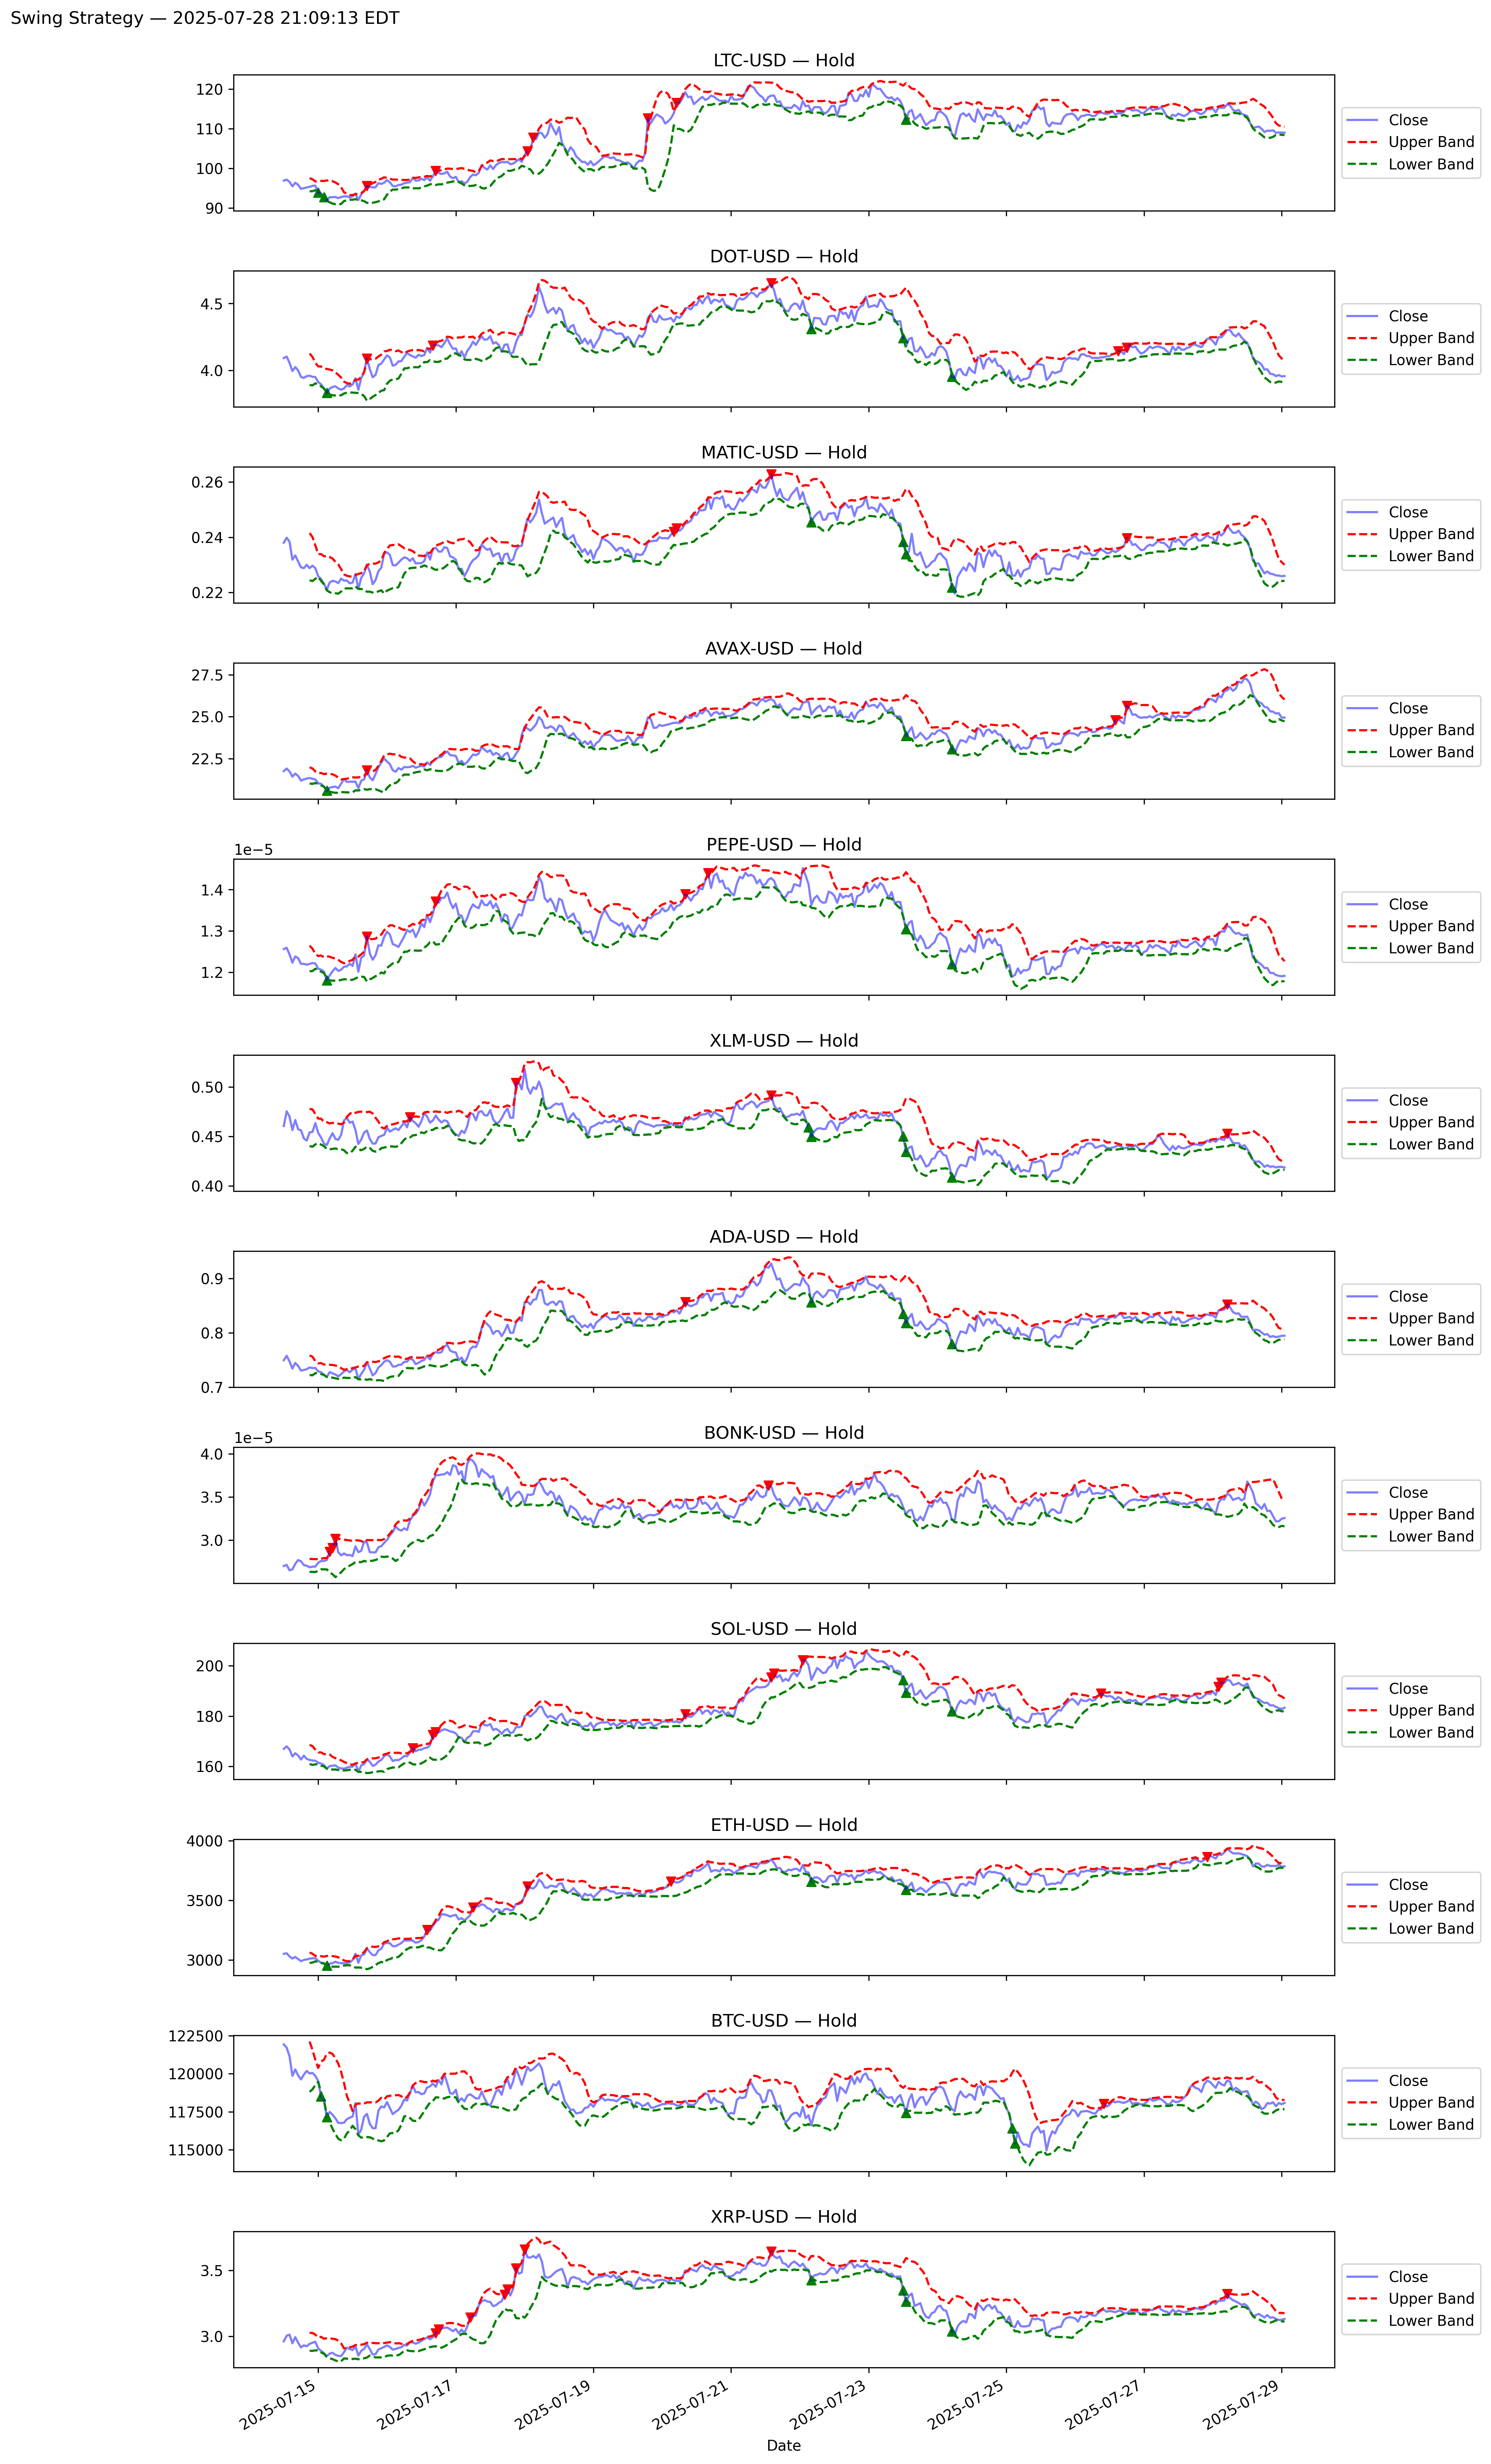 Swing Strategy — 2025-07-28 21:09:13 EDT
LTC-USD — Hold
120
110
100
90
Close
Upper Band
Lower Band
DOT-USD — Hold
4.5
4.0
Close
Upper Band
Lower Band
MATIC-USD — Hold
0.26
0.24
0.22
Close
Upper Band
Lower Band
AVAX-USD — Hold
27.5
25.0
22.5
Close
Upper Band
Lower Band
PEPE-USD — Hold
1e−5
1.4
1.3
1.2
Close
Upper Band
Lower Band
XLM-USD — Hold
0.50
0.45
0.40
Close
Upper Band
Lower Band
ADA-USD — Hold
0.9
0.8
0.7
Close
Upper Band
Lower Band
BONK-USD — Hold
1e−5
4.0
3.5
3.0
Close
Upper Band
Lower Band
SOL-USD — Hold
200
180
160
Close
Upper Band
Lower Band
ETH-USD — Hold
4000
3500
3000
Close
Upper Band
Lower Band
BTC-USD — Hold
122500
120000
117500
115000
Close
Upper Band
Lower Band
XRP-USD — Hold
3.5
3.0
Close
Upper Band
Lower Band
2025-07-15
2025-07-17
2025-07-19
2025-07-21
2025-07-23
2025-07-25
2025-07-27
2025-07-29
Date